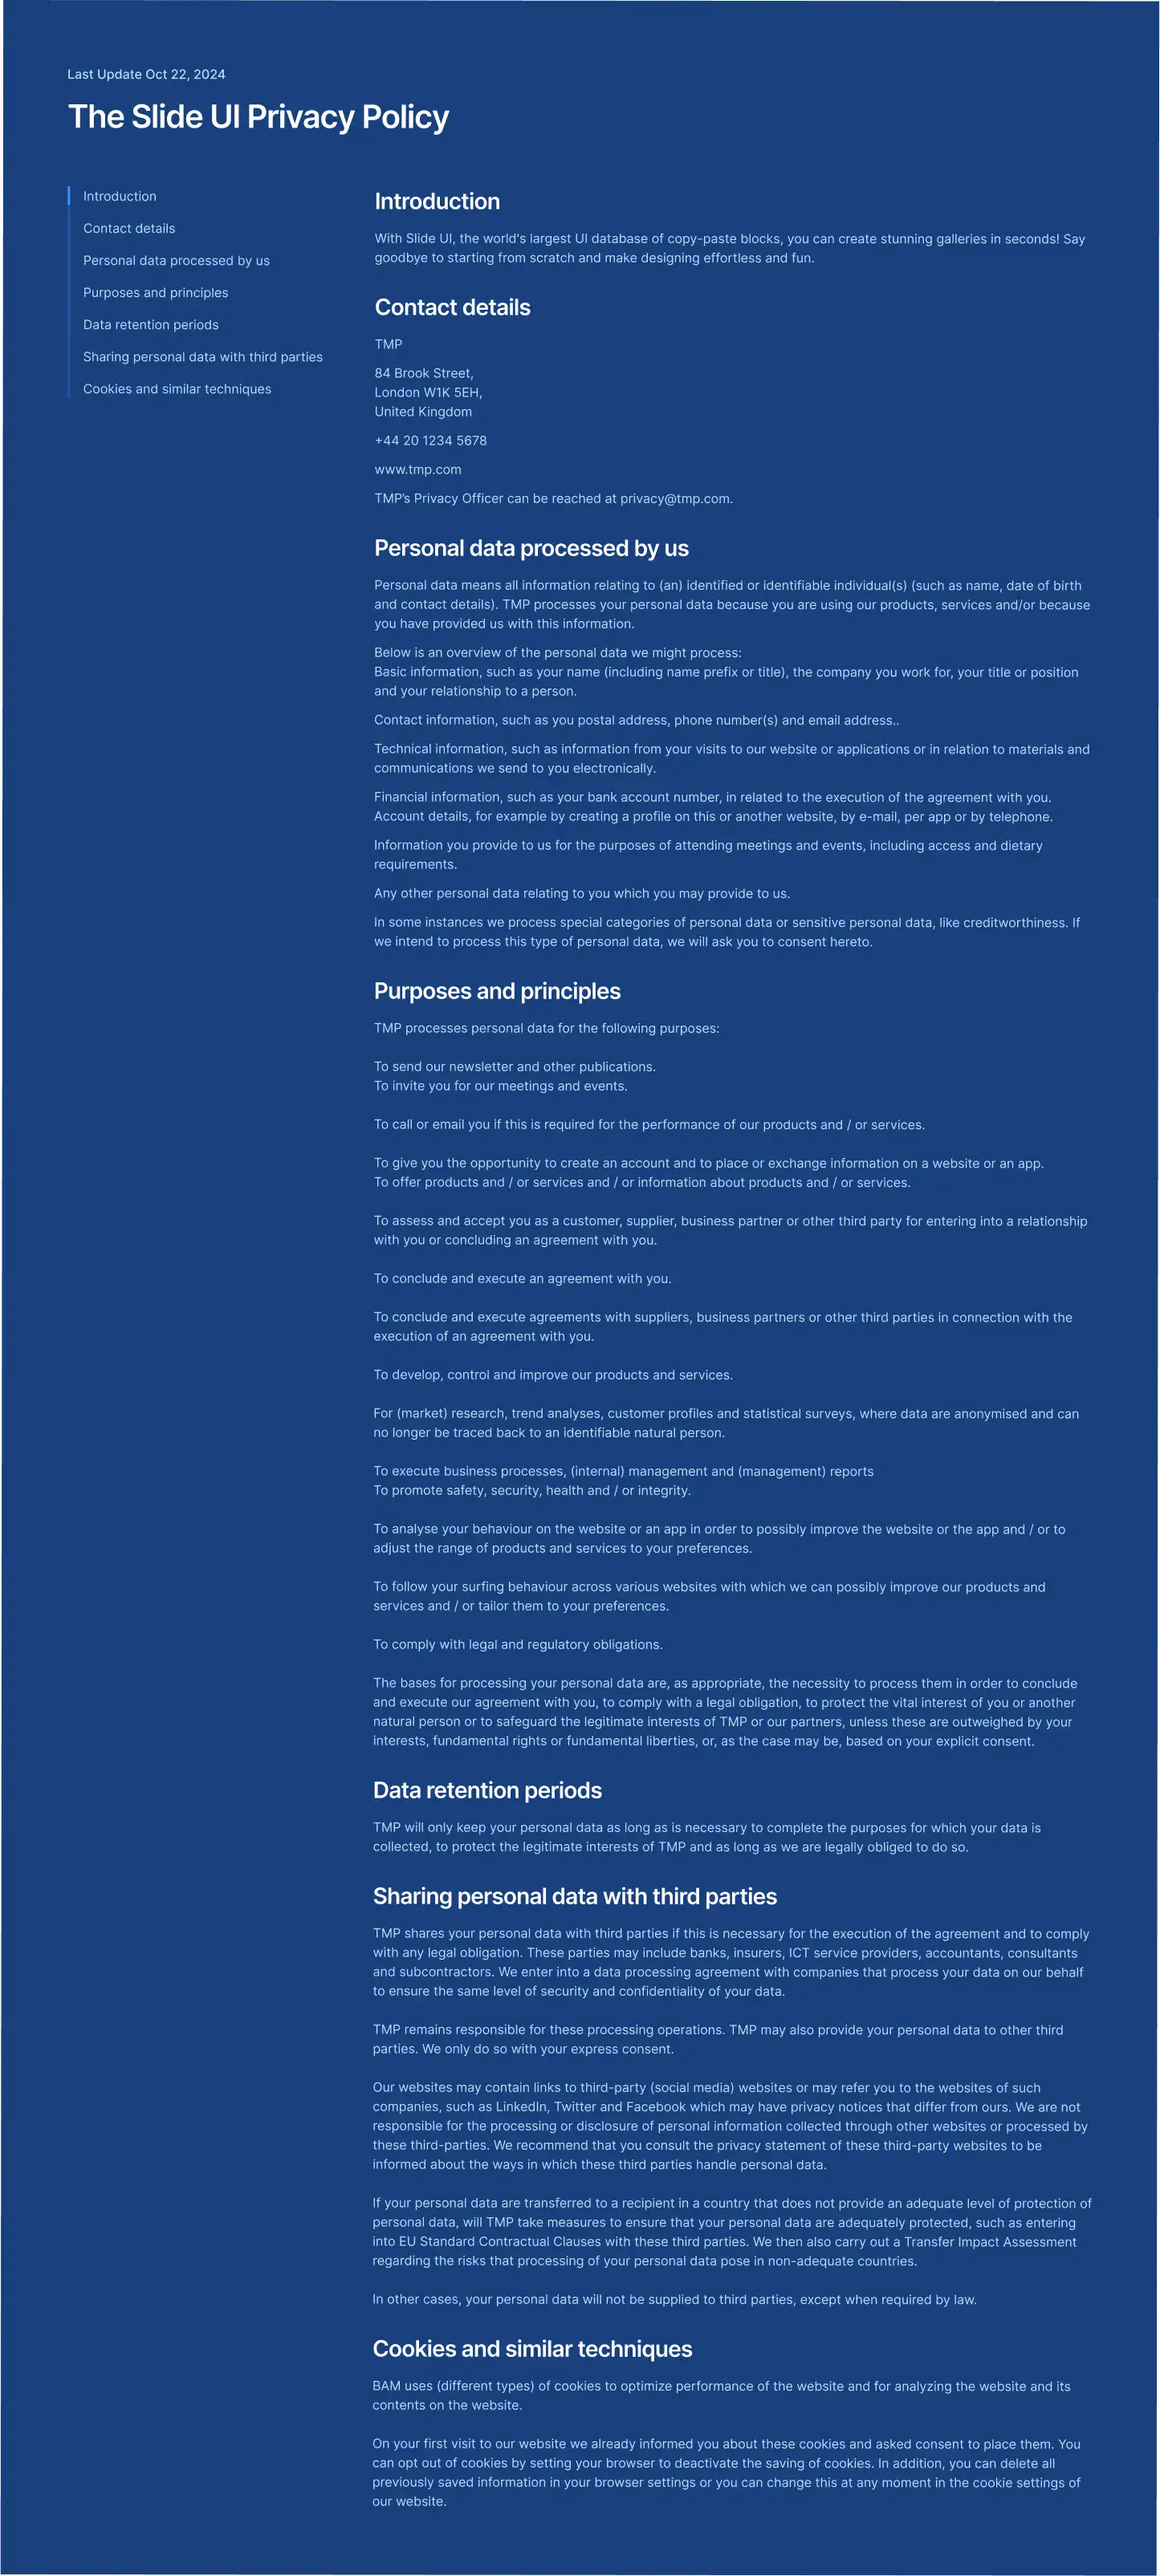 Last Update Oct 22, 2024
The Slide UI Privacy Policy
Introduction
Contact details
Personal data processed by us
Purposes and principles
Data retention periods
Sharing personal data with third parties
Cookies and similar techniques
Introduction
With Slide UI, the world's largest UI database of copy-paste blocks, you can create stunning galleries in seconds! Say
goodbye to starting from scratch and make designing effortless and fun.
Contact details
TMP
84 Brook Street,
London W1K 5EH,
United Kingdom
+44 20 1234 5678
www.tmp.com
TMP's Privacy Officer can be reached at privacy@tmp.com.
Personal data processed by us
Personal data means all information relating to (an) identified or identifiable individual(s) (such as name, date of birth
and contact details). TMP processes your personal data because you are using our products, services and/or because
you have provided us with this information.
Below is an overview of the personal data we might process:
Basic information, such as your name (including name prefix or title), the company you work for, your title or position
and your relationship to a person.
Contact information, such as you postal address, phone number(s) and email address..
Technical information, such as information from your visits to our website or applications or in relation to materials and
communications we send to you electronically.
Financial information, such as your bank account number, in related to the execution of the agreement with you.
Account details, for example by creating a profile on this or another website, by e-mail, per app or by telephone.
Information you provide to us for the purposes of attending meetings and events, including access and dietary
requirements.
Any other personal data relating to you which you may provide to us.
In some instances we process special categories of personal data or sensitive personal data, like creditworthiness. If
we intend to process this type of personal data, we will ask you to consent hereto.
Purposes and principles
TMP processes personal data for the following purposes:
To send our newsletter and other publications.
To invite you for our meetings and events.
To call or email you if this is required for the performance of our products and / or services.
To give you the opportunity to create an account and to place or exchange information on a website or an app.
To offer products and / or services and / or information about products and / or services.
To assess and accept you as a customer, supplier, business partner or other third party for entering into a relationship
with you or concluding an agreement with you.
To conclude and execute an agreement with you.
To conclude and execute agreements with suppliers, business partners or other third parties in connection with the
execution of an agreement with you.
To develop, control and improve our products and services.
For (market) research, trend analyses, customer profiles and statistical surveys, where data are anonymised and can
no longer be traced back to an identifiable natural person.
To execute business processes, (internal) management and (management) reports
To promote safety, security, health and / or integrity.
To analyse your behaviour on the website or an app in order to possibly improve the website or the app and / or to
adjust the range of products and services to your preferences.
To follow your surfing behaviour across various websites with which we can possibly improve our products and
services and / or tailor them to your preferences.
To comply with legal and regulatory obligations.
The bases for processing your personal data are, as appropriate, the necessity to process them in order to conclude
and execute our agreement with you, to comply with a legal obligation, to protect the vital interest of you or another
natural person or to safeguard the legitimate interests of TMP or our partners, unless these are outweighed by your
interests, fundamental rights or fundamental liberties, or, as the case may be, based on your explicit consent.
Data retention periods
TMP will only keep your personal data as long as is necessary to complete the purposes for which your data is
collected, to protect the legitimate interests of TMP and as long as we are legally obliged to do so.
Sharing personal data with third parties
TMP shares your personal data with third parties if this is necessary for the execution of the agreement and to comply
with any legal obligation. These parties may include banks, insurers, ICT service providers, accountants, consultants
and subcontractors. We enter into a data processing agreement with companies that process your data on our behalf
to ensure the same level of security and confidentiality of your data.
TMP remains responsible for these processing operations. TMP may also provide your personal data to other third
parties. We only do so with your express consent.
Our websites may contain links to third-party (social media) websites or may refer you to the websites of such
companies, such as LinkedIn, Twitter and Facebook which may have privacy notices that differ from ours. We are not
responsible for the processing or disclosure of personal information collected through other websites or processed by
these third-parties. We recommend that you consult the privacy statement of these third-party websites to be
informed about the ways in which these third parties handle personal data.
If your personal data are transferred to a recipient in a country that does not provide an adequate level of protection of
personal data, will TMP take measures to ensure that your personal data are adequately protected, such as entering
into EU Standard Contractual Clauses with these third parties. We then also carry out a Transfer Impact Assessment
regarding the risks that processing of your personal data pose in non-adequate countries.
In other cases, your personal data will not be supplied to third parties, except when required by law.
Cookies and similar techniques
BAM uses (different types) of cookies to optimize performance of the website and for analyzing the website and its
contents on the website.
On your first visit to our website we already informed you about these cookies and asked consent to place them. You
can opt out of cookies by setting your browser to deactivate the saving of cookies. In addition, you can delete all
previously saved information in your browser settings or you can change this at any moment in the cookie settings of
our website.